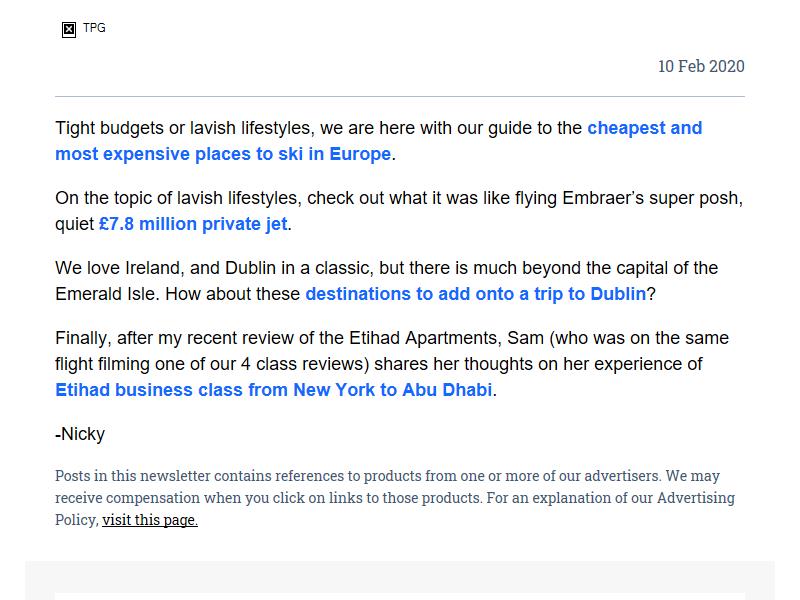 TPG
10 Feb 2020
Tight budgets or lavish lifestyles, we are here with our guide to the cheapest and
most expensive places to ski in Europe.
On the topic of lavish lifestyles, check out what it was like flying Embraer’s super posh,
quiet £7.8 million private jet.
We love Ireland, and Dublin in a classic, but there is much beyond the capital of the
Emerald Isle. How about these destinations to add onto a trip to Dublin?
Finally, after my recent review of the Etihad Apartments, Sam (who was on the same
flight filming one of our 4 class reviews) shares her thoughts on her experience of
Etihad business class from New York to Abu Dhabi.
-Nicky
Posts in this newsletter contains references to products from one or more of our advertisers. We may
receive compensation when you click on links to those products. For an explanation of our Advertising
Policy, visit this page.